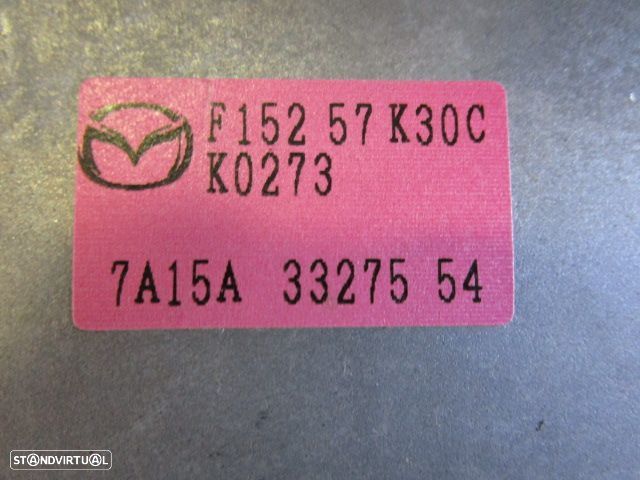 F152 57 K30C
K0273
7A15A 33275 54
STANDVIRTUAL